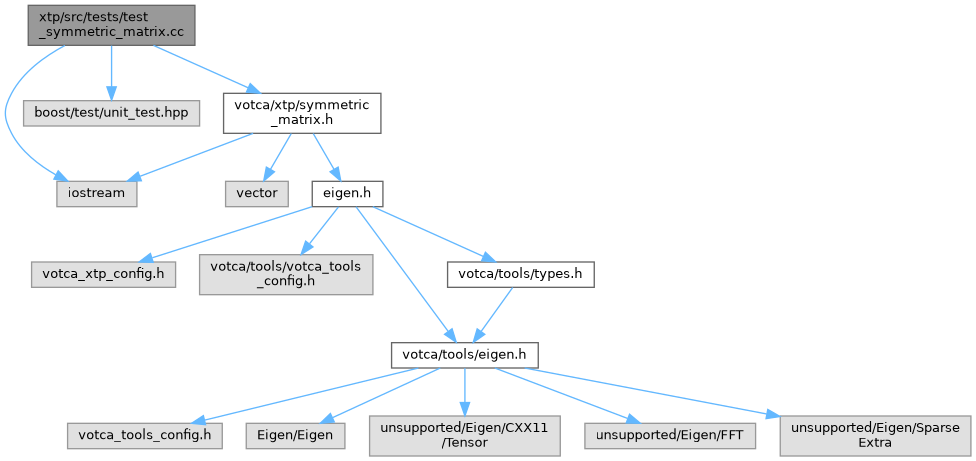 xtp/src/tests/test
_symmetric_matrix.cc
boost/test/unit_test.hpp
votca/xtp/symmetric
_matrix.h
iostream
vector
eigen.h
votca_xtp_config.h
votca/tools/votca_tools
_config.h
votca/tools/types.h
votca/tools/eigen.h
votca_tools_config.h
Eigen/Eigen
unsupported/Eigen/CXX11
/Tensor
unsupported/Eigen/FFT
unsupported/Eigen/Sparse
Extra